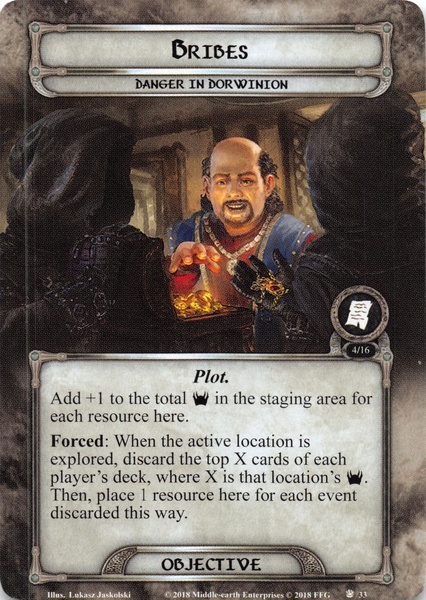 Bribes
Danger in Dorwinion
4/16
Plot.
Add +1 to the total in the staging area for
each resource here.
Forced: When the active location is
explored, discard the top X cards of each
player's deck, where X is that location's .
Then, place 1 resource here for each event
discarded this way.
Objective
Illus. Lukasz Jaskolski ©2018 Middle-earth Enterprises ©2018 FFG 33